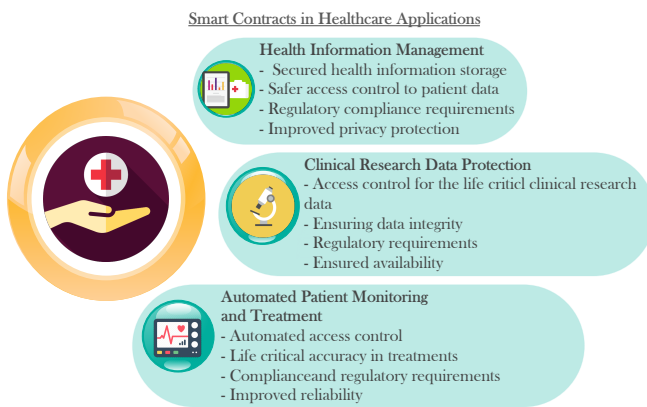 Smart Contracts in Healthcare Applications
Health Information Management
- Secured health information storage
- Safer access control to patient data
- Regulatory compliance requirements
- Improved privacy protection
Clinical Research Data Protection
- Access control for the life criticl clinical research
data
- Ensuring data integrity
- Regulatory requirements
- Ensured availability
Automated Patient Monitoring
and Treatment
- Automated access control
- Life critical accuracy in treatments
- Complianceand regulatory requirements
- Improved reliability